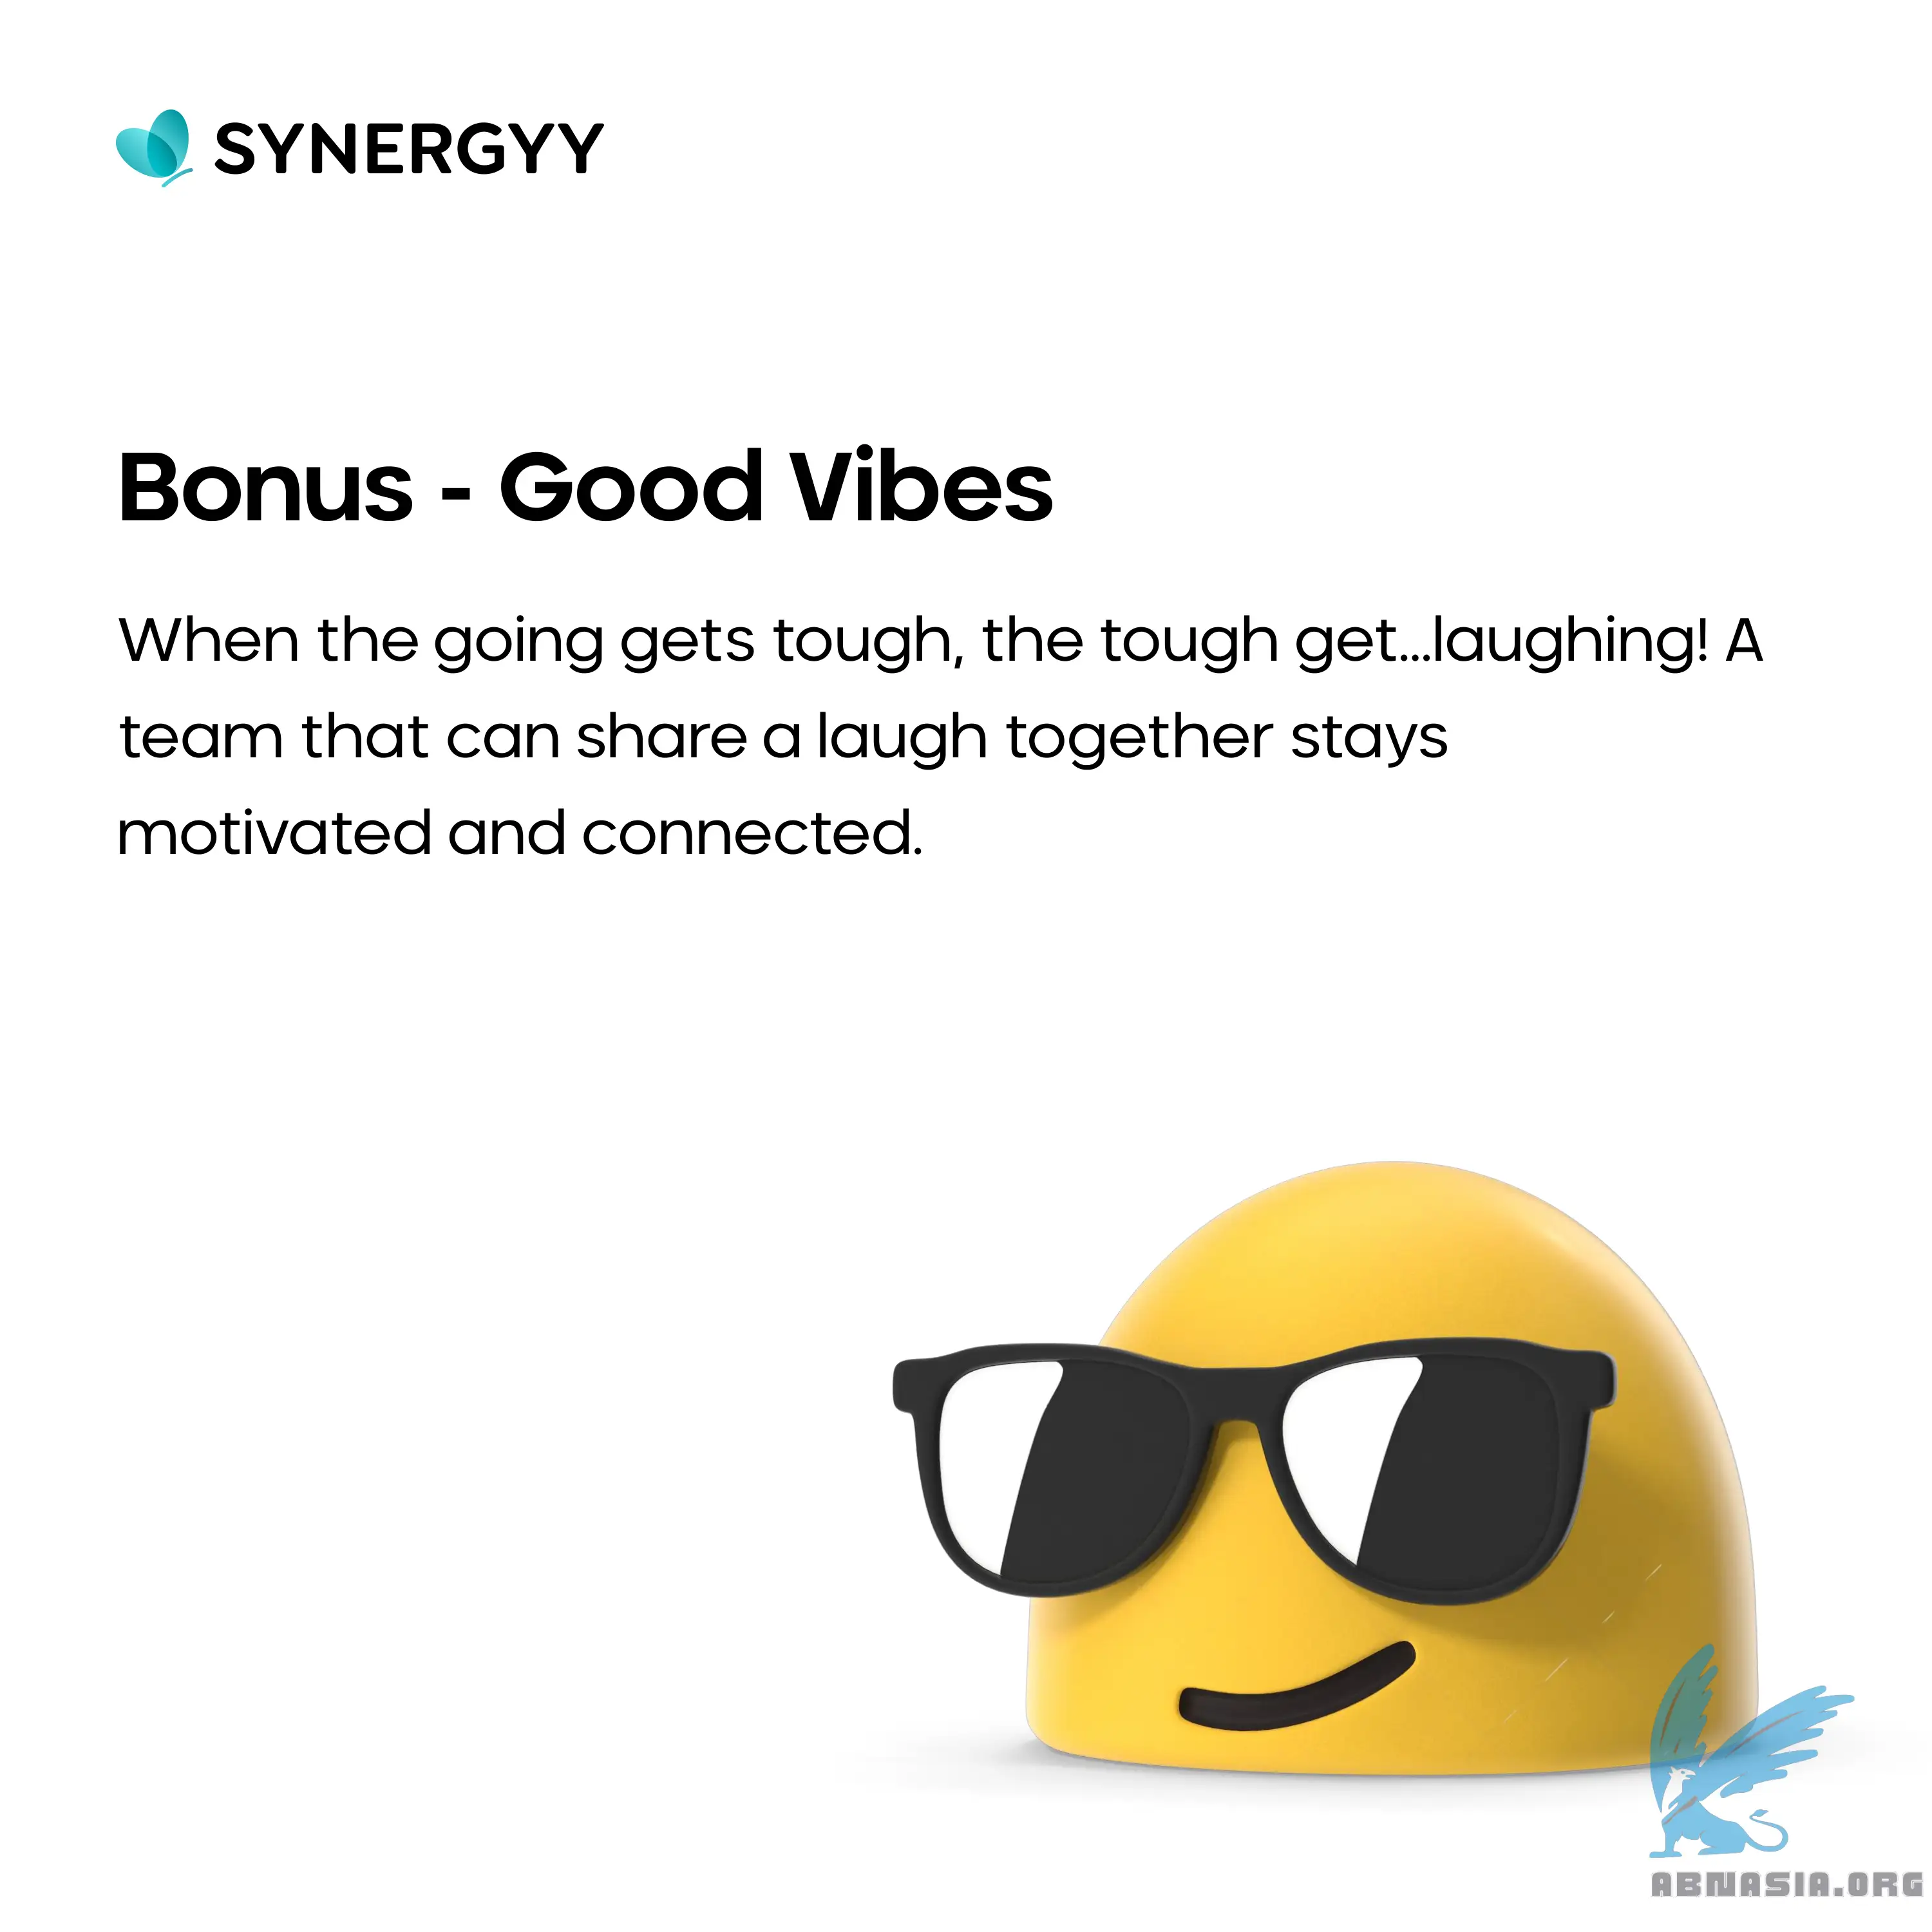 SYNERGYY
Bonus - Good Vibes
When the going gets tough, the tough get...laughing! A
team that can share a laugh together stays
motivated and connected.
ABNASIA.ORG